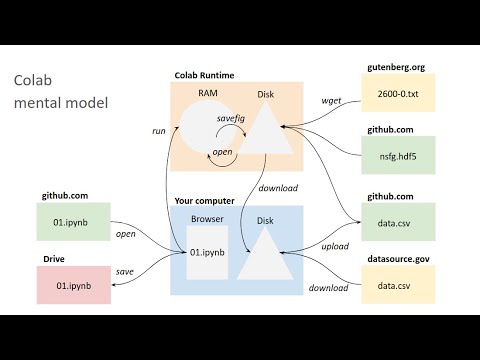 Colab
mental model
Colab Runtime
RAM
Disk
savefig
open
run
wget
download
gutenberg.org
2600-0.txt
github.com
nsfg.hdf5
github.com
data.csv
datasource.gov
data.csv
upload
download
Your computer
Browser
Disk
01.ipynb
github.com
01.ipynb
open
Drive
01.ipynb
save